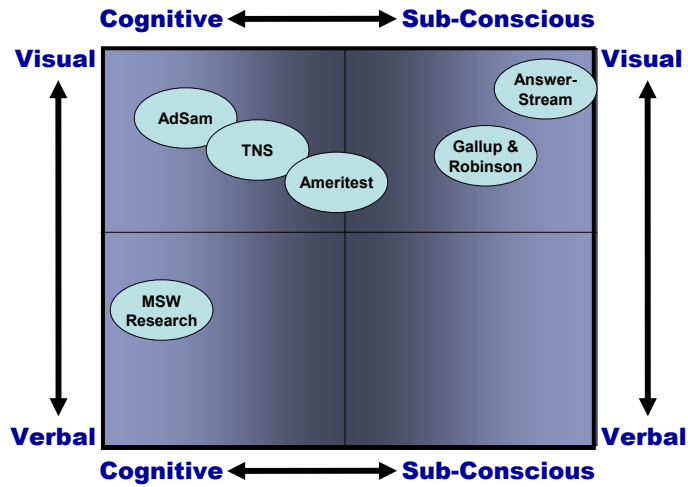 Cognitive Sub-Conscious
Visual Visual
Answer-
Stream
AdSam
TNS
Gallup &
Robinson
Ameritest
MSW
Research
Verbal Verbal
Cognitive Sub-Conscious